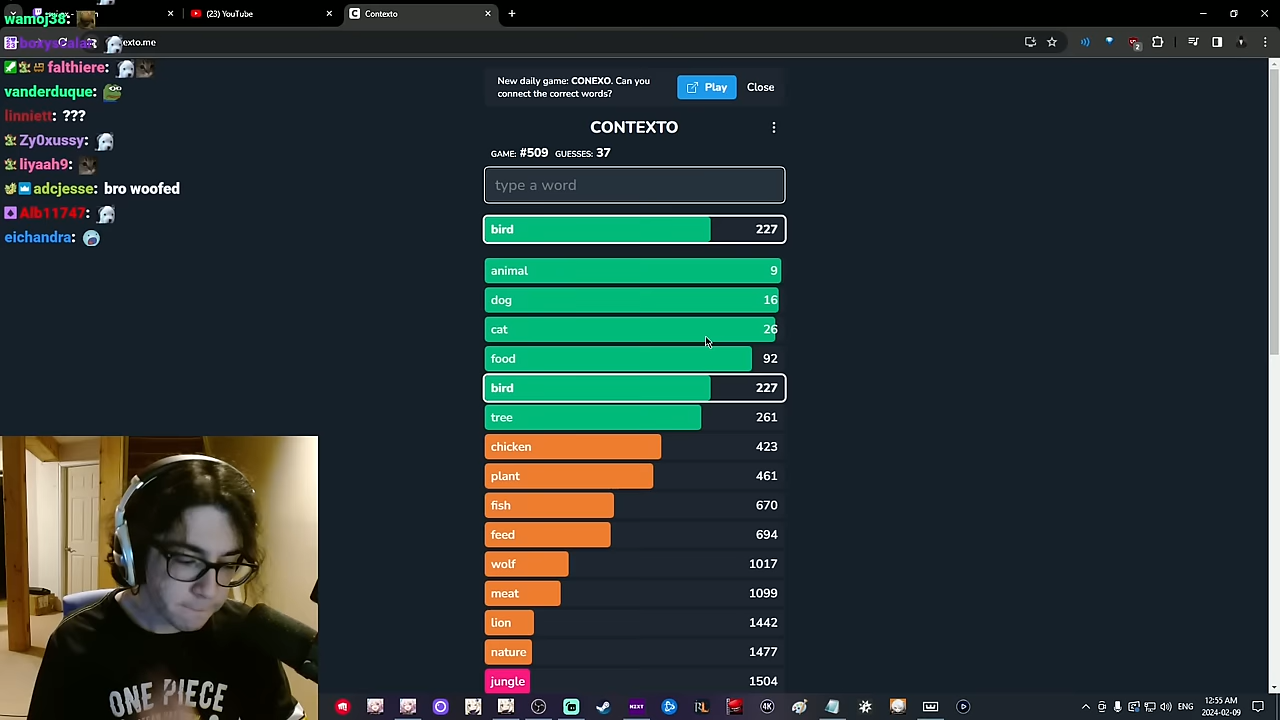 (23) YouTube
Contexto
exto.me
wamoj38:
falthiere:
vanderduque:
linniett: ???
Zy0xussy:
liyaah9:
adcjesse: bro woofed
Alb11747:
eichandra:
New daily game: CONEXO. Can you
connect the correct words?
Play
Close
CONTEXTO
GAME: #509 GUESSES: 37
type a word
bird 227
animal 9
dog 16
cat 26
food 92
bird 227
tree 261
chicken 423
plant 461
fish 670
feed 694
wolf 1017
meat 1099
lion 1442
nature 1477
jungle 1504
ONE PIECE
12:55 AM
2024-02-09